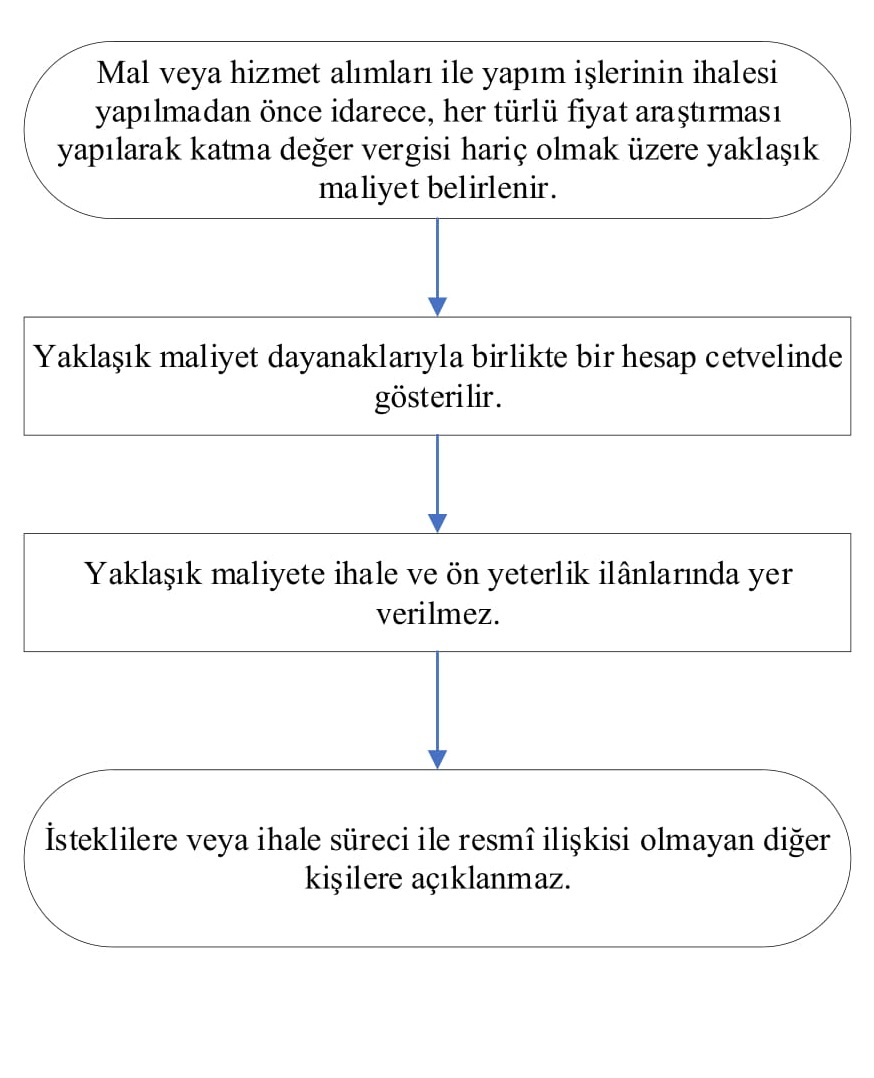 Mal veya hizmet alımları ile yapım işlerinin ihalesi
yapılmadan önce idarece, her türlü fiyat araştırması
yapılarak katma değer vergisi hariç olmak üzere yaklaşık
maliyet belirlenir.
Yaklaşık maliyet dayanaklarıyla birlikte bir hesap cetvelinde
gösterilir.
Yaklaşık maliyete ihale ve ön yeterlik ilânlarında yer
verilmez.
İsteklilere veya ihale süreci ile resmî ilişkisi olmayan diğer
kişilere açıklanmaz.